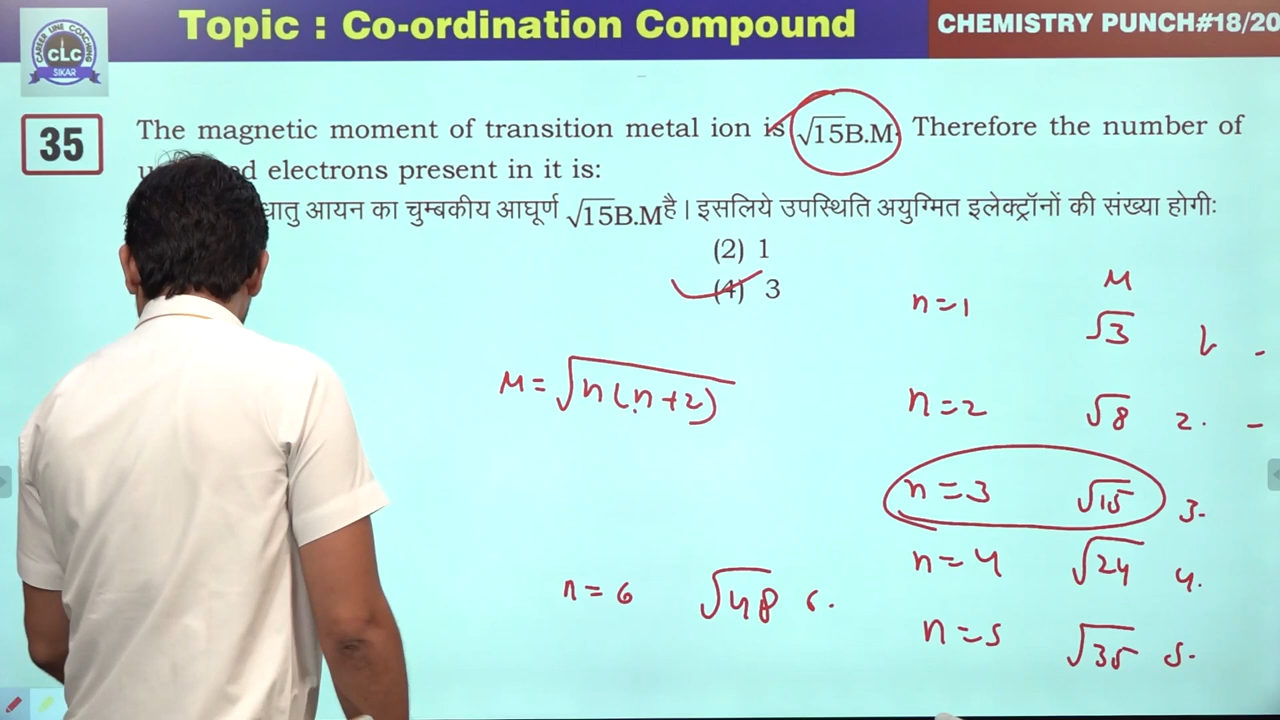 Topic : Co-ordination Compound
CHEMISTRY PUNCH#18/20
CAREER LINE COACHING
CLC
SIKAR
35
The magnetic moment of transition metal ion is √15B.M. Therefore the number of
electrons present in it is:
धातु आयन का चुम्बकीय आघूर्ण √15B.M है। इसलिये उपस्थिति अयुग्मित इलेक्ट्रॉनों की संख्या होगीः
(2) 1
(4) 3
M
n=1 √3
M=√n(n+2)
n=2 √8 2.
n=3 √15 3.
n=4 √24 4.
n=6 √48 6.
n=5 √35 5.